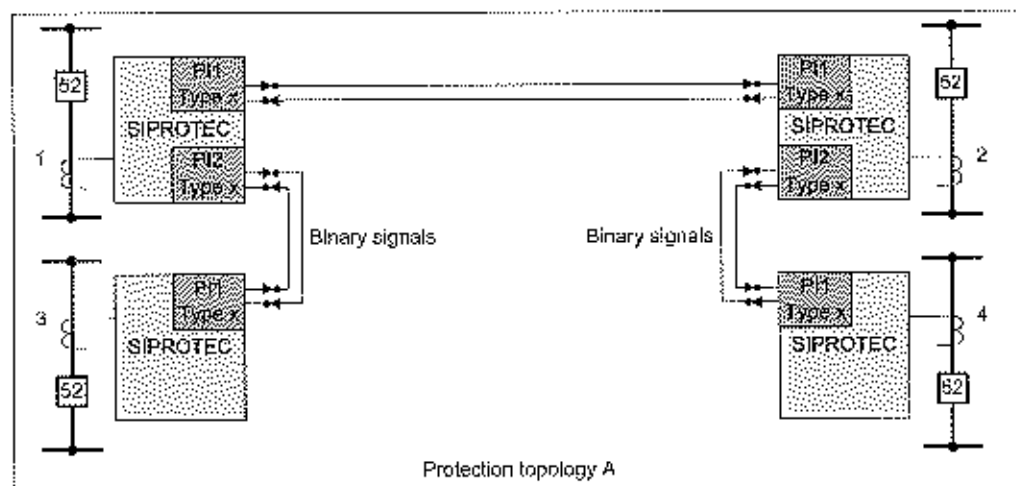 52
PI1
Type x
SIPROTEC
PI2
Type x
1
PI1
Type x
SIPROTEC
PI2
Type x
52
2
Binary signals
Binary signals
3
PI1
Type x
SIPROTEC
52
PI1
Type x
SIPROTEC
4
52
Protection topology A